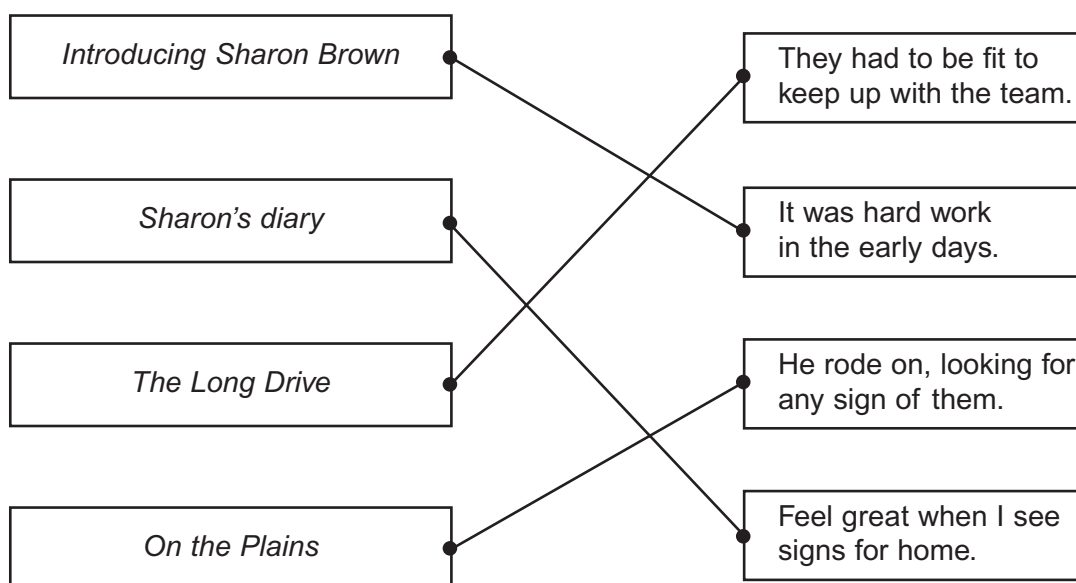 Introducing Sharon Brown
Sharon's diary
The Long Drive
On the Plains
They had to be fit to
keep up with the team.
It was hard work
in the early days.
He rode on, looking for
any sign of them.
Feel great when I see
signs for home.